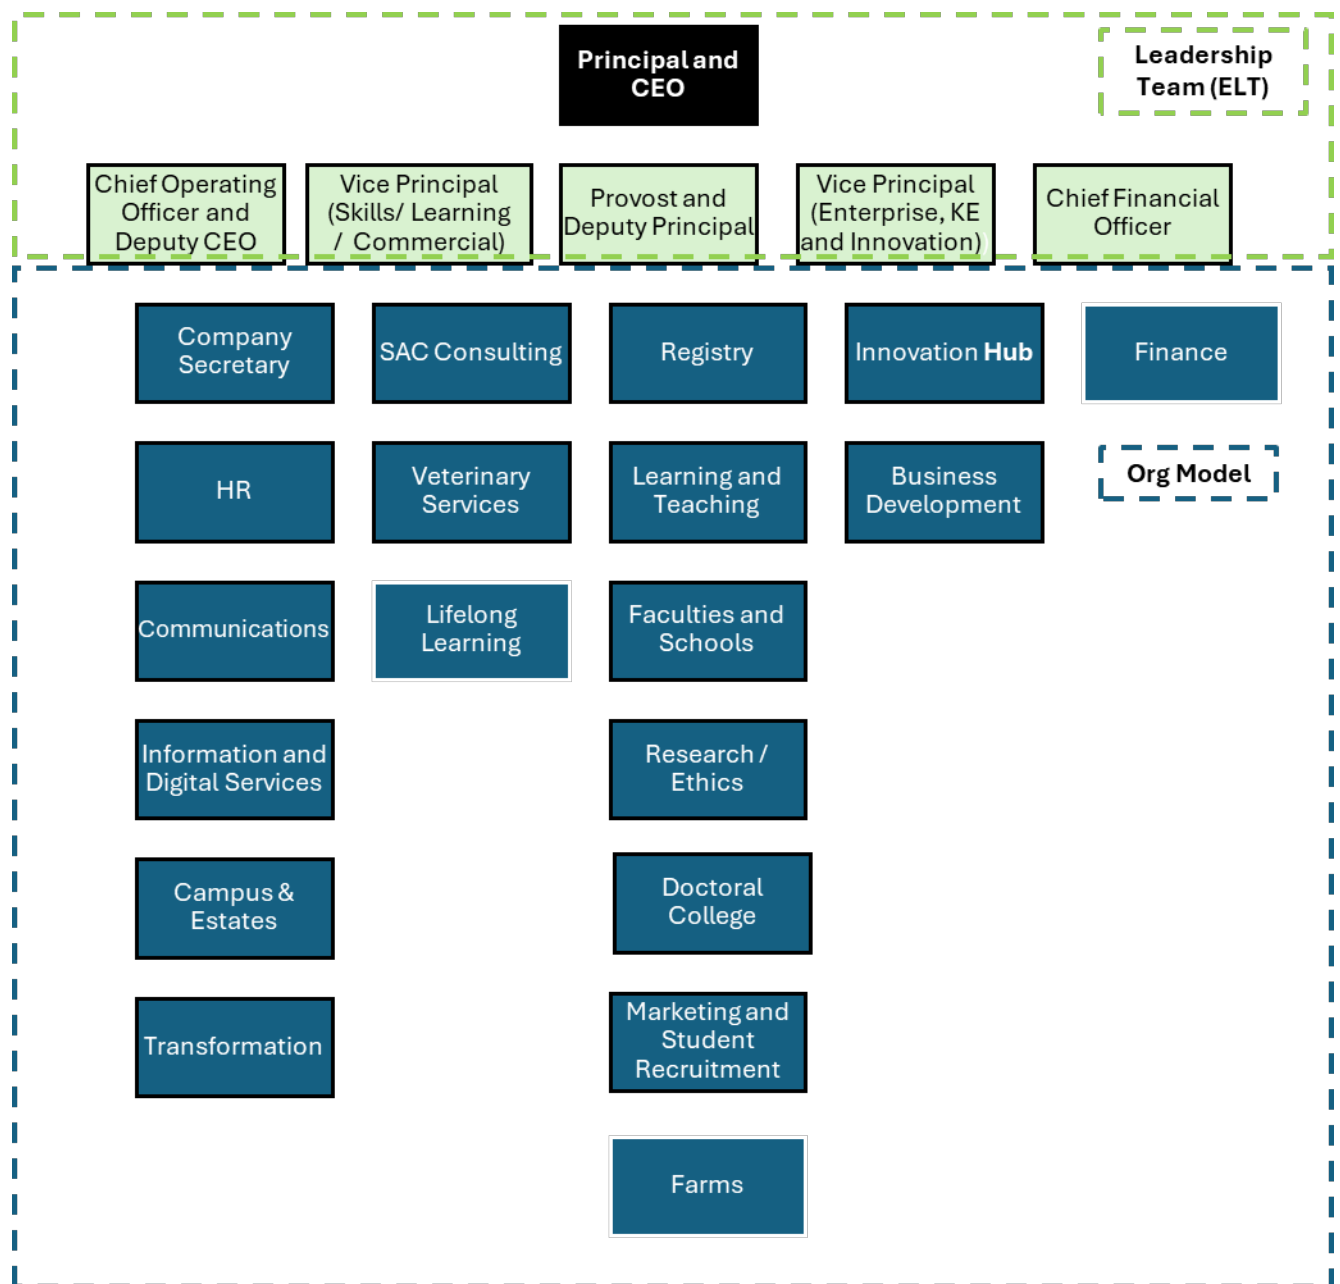 Principal and
CEO
Leadership
Team (ELT)
Chief Operating
Officer and
Deputy CEO
Vice Principal
(Skills/ Learning
/ Commercial)
Provost and
Deputy Principal
Vice Principal
(Enterprise, KE
and Innovation)
Chief Financial
Officer
Company
Secretary
SAC Consulting
Registry
Innovation Hub
Finance
HR
Veterinary
Services
Learning and
Teaching
Business
Development
Org Model
Communications
Lifelong
Learning
Faculties and
Schools
Information and
Digital Services
Research /
Ethics
Campus &
Estates
Doctoral
College
Transformation
Marketing and
Student
Recruitment
Farms